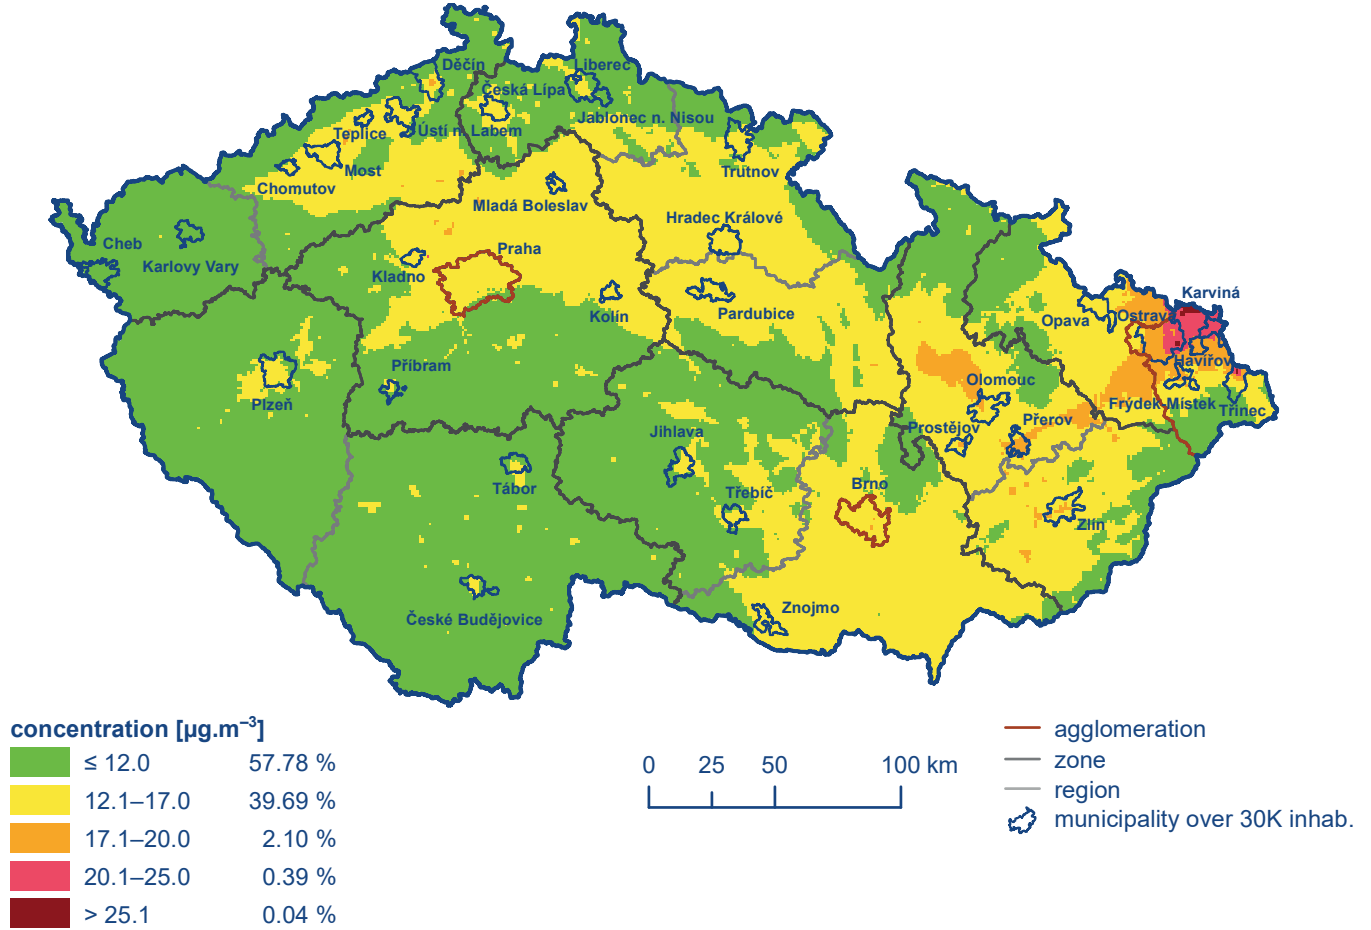 Děčín
Liberec
Česká Lípa
Jablonec n. Nisou
Teplice
Ústí n. Labem
Trutnov
Most
Chomutov
Mladá Boleslav
Hradec Králové
Cheb
Praha
Karlovy Vary
Kladno
Karviná
Kolín
Pardubice
Opava
Ostrava
Havířov
Příbram
Olomouc
Plzeň
Frýdek-Místek
Třinec
Přerov
Prostějov
Jihlava
Tábor
Třebíč
Brno
Zlín
Znojmo
České Budějovice
concentration [µg.m⁻³]
≤ 12.0 57.78 %
12.1–17.0 39.69 %
17.1–20.0 2.10 %
20.1–25.0 0.39 %
> 25.1 0.04 %
0 25 50 100 km
agglomeration
zone
region
municipality over 30K inhab.